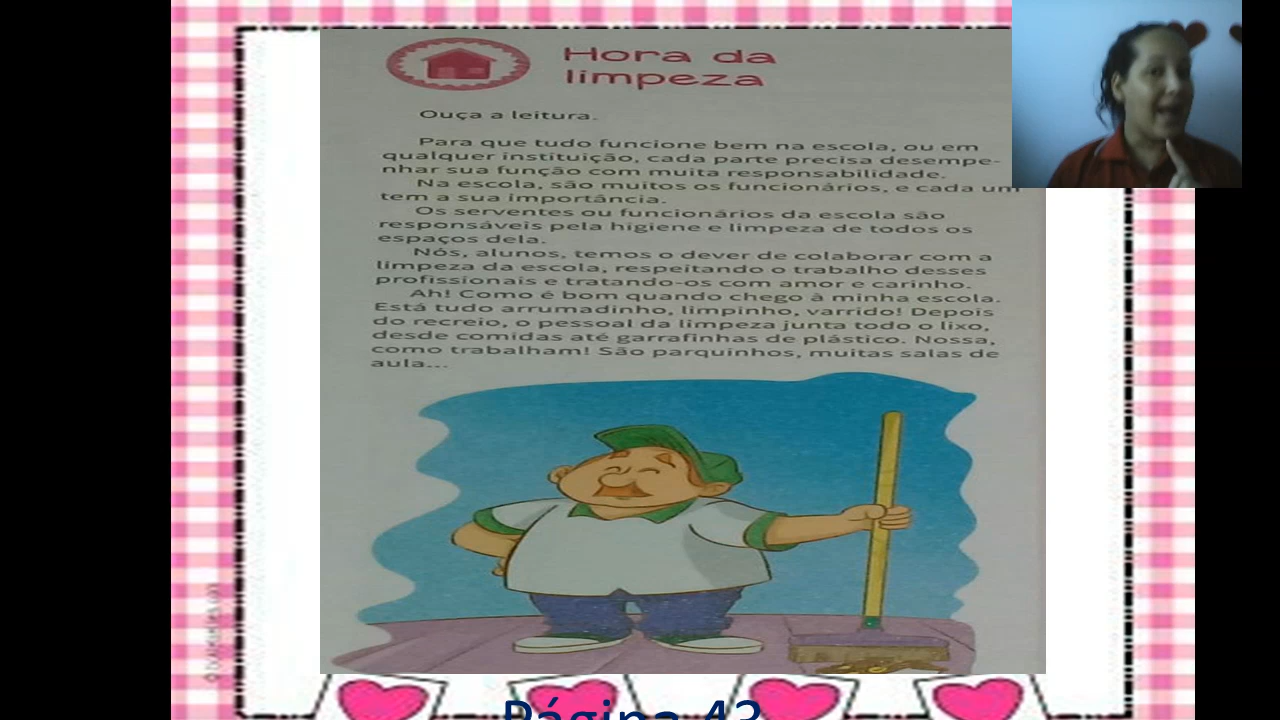 Hora da
limpeza
Ouça a leitura.
Para que tudo funcione bem na escola, ou em
qualquer instituição, cada parte precisa desempe-
nhar sua função com muita responsabilidade.
Na escola, são muitos os funcionários, e cada um
tem a sua importância.
Os serventes ou funcionários da escola são
responsáveis pela higiene e limpeza de todos os
espaços dela.
Nós, alunos, temos o dever de colaborar com a
limpeza da escola, respeitando o trabalho desses
profissionais e tratando-os com amor e carinho.
Ah! Como é bom quando chego à minha escola.
Está tudo arrumadinho, limpinho, varrido! Depois
do recreio, o pessoal da limpeza junta todo o lixo,
desde comidas até garrafinhas de plástico. Nossa,
como trabalham! São parquinhos, muitas salas de
aula...
Página 43